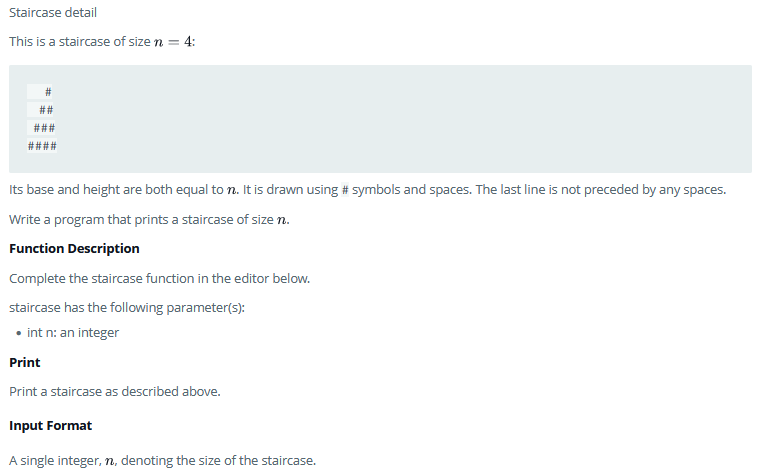 Staircase detail
This is a staircase of size n = 4:
   #
  ##
 ###
####
Its base and height are both equal to n. It is drawn using # symbols and spaces. The last line is not preceded by any spaces.
Write a program that prints a staircase of size n.
Function Description
Complete the staircase function in the editor below.
staircase has the following parameter(s):
• int n: an integer
Print
Print a staircase as described above.
Input Format
A single integer, n, denoting the size of the staircase.